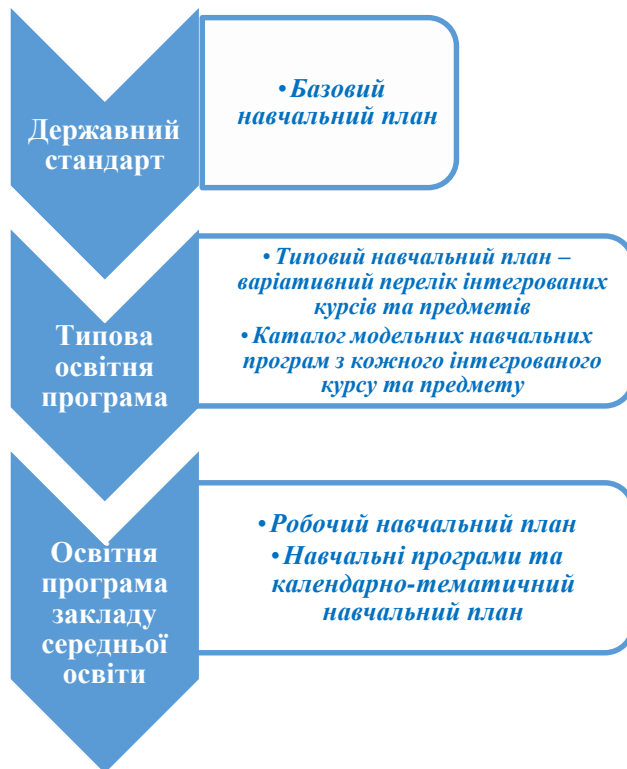 Державний
стандарт
• Базовий
навчальний план
Типова
освітня
програма
• Типовий навчальний план –
варіативний перелік інтегрованих
курсів та предметів
• Каталог модельних навчальних
програм з кожного інтегрованого
курсу та предмету
Освітня
програма
закладу
середньої
освіти
• Робочий навчальний план
• Навчальні програми та
календарно-тематичний
навчальний план